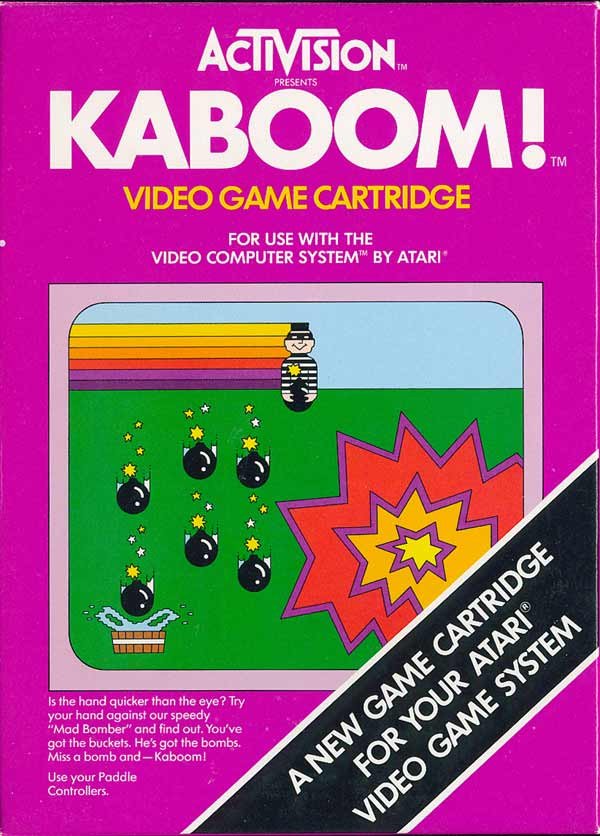 ACTIVISION™
PRESENTS
KABOOM!™
VIDEO GAME CARTRIDGE
FOR USE WITH THE
VIDEO COMPUTER SYSTEM™ BY ATARI®
Is the hand quicker than the eye? Try
your hand against our speedy
“Mad Bomber” and find out. You’ve
got the buckets. He’s got the bombs.
Miss a bomb and—Kaboom!
Use your Paddle
Controllers.
A NEW GAME CARTRIDGE
FOR YOUR ATARI®
VIDEO GAME SYSTEM